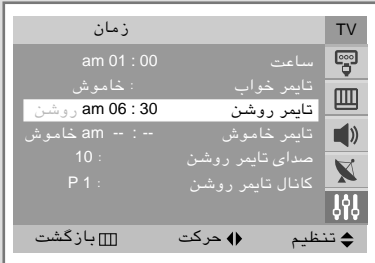 زمان
TV
ساعت am 01 : 00
تایمر خواب : خاموش
تایمر روشن am 06 : 30 روشن
تایمر خاموش am -- : -- خاموش
صدای تایمر روشن : 10
کانال تایمر روشن : P 1
تنظیم حرکت بازگشت